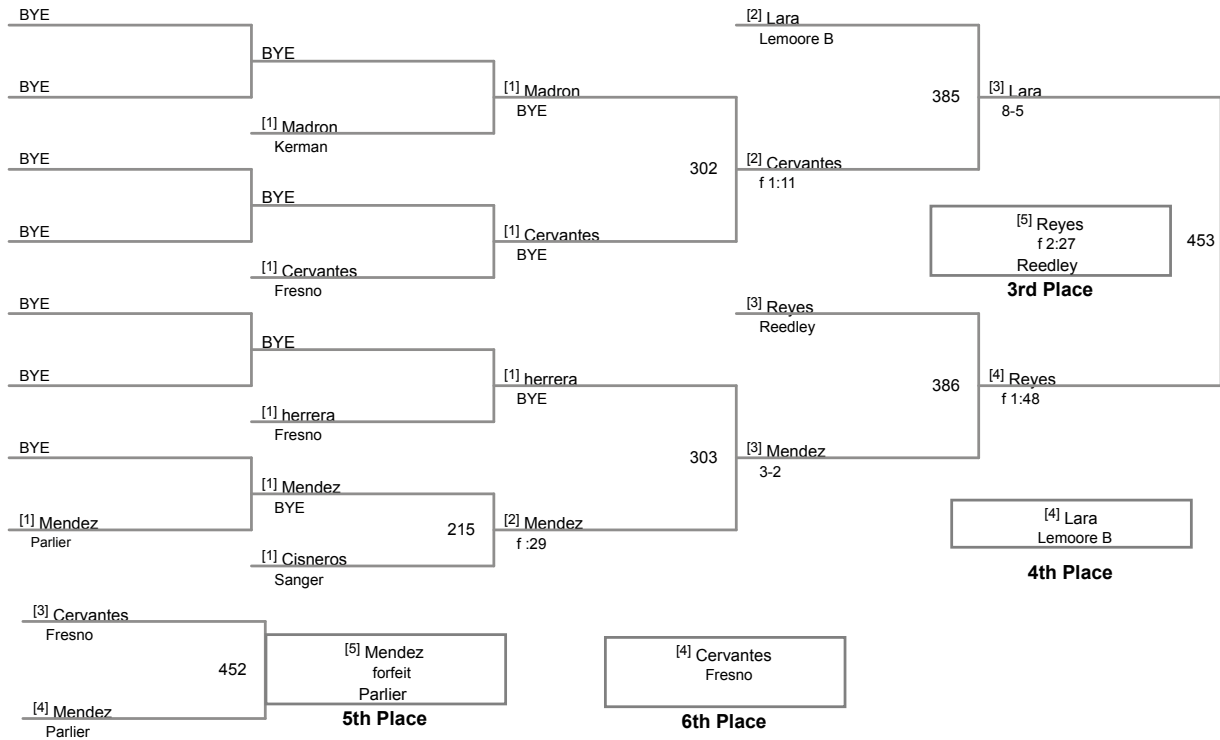 BYE
[2] Lara
Lemoore B
BYE
BYE
[1] Madron
BYE
385
[3] Lara
8-5
[1] Madron
Kerman
BYE
302
[2] Cervantes
f 1:11
BYE
BYE
[1] Cervantes
BYE
[5] Reyes
f 2:27
Reedley
453
3rd Place
[1] Cervantes
Fresno
BYE
[3] Reyes
Reedley
BYE
BYE
[1] herrera
BYE
386
[4] Reyes
f 1:48
[1] herrera
Fresno
BYE
303
[3] Mendez
3-2
[1] Mendez
BYE
[1] Mendez
Parlier
215
[2] Mendez
f :29
[4] Lara
Lemoore B
4th Place
[1] Cisneros
Sanger
[3] Cervantes
Fresno
452
[5] Mendez
forfeit
Parlier
5th Place
[4] Cervantes
Fresno
6th Place
[4] Mendez
Parlier